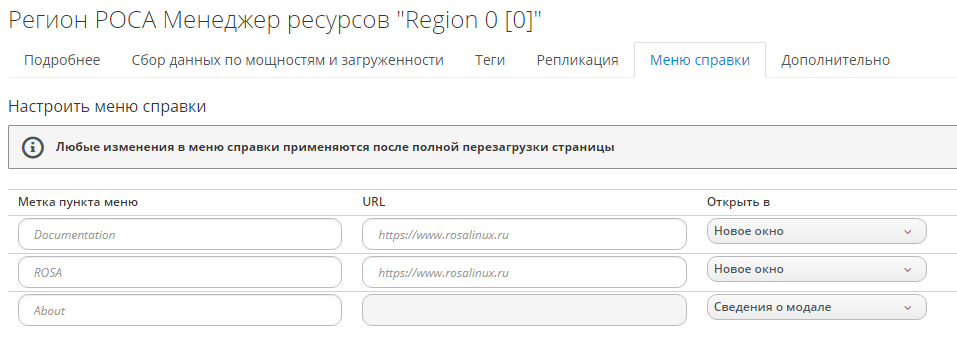 Регион РОСА Менеджер ресурсов "Region 0 [0]"
Подробнее Сбор данных по мощностям и загруженности Теги Репликация Меню справки Дополнительно
Настроить меню справки
Любые изменения в меню справки применяются после полной перезагрузки страницы
Метка пункта меню URL Открыть в
Documentation https://www.rosalinux.ru Новое окно
ROSA https://www.rosalinux.ru Новое окно
About Сведения о модале